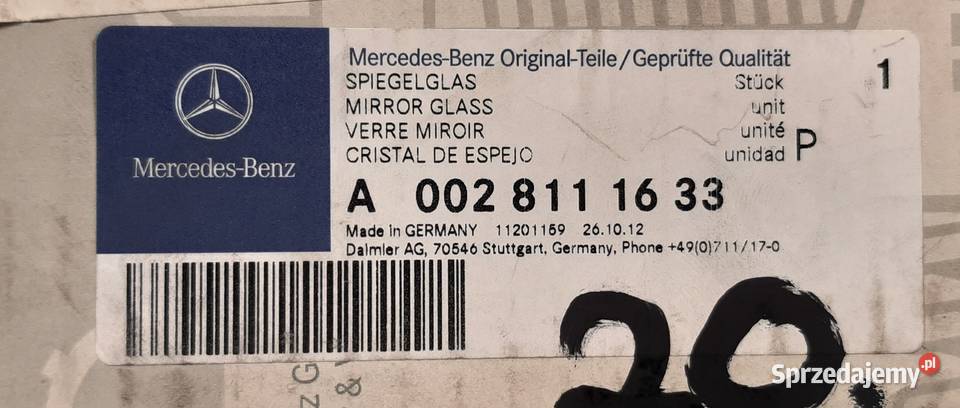 Mercedes-Benz
Mercedes-Benz Original-Teile/Geprüfte Qualität
SPIEGELGLAS Stück 1
MIRROR GLASS unit
VERRE MIROIR unité
CRISTAL DE ESPEJO unidad P
A 002 811 16 33
Made in GERMANY 11201159 26.10.12
Daimler AG, 70546 Stuttgart, Germany, Phone +49(0)711/17-0
20.
Sprzedajemy.pl